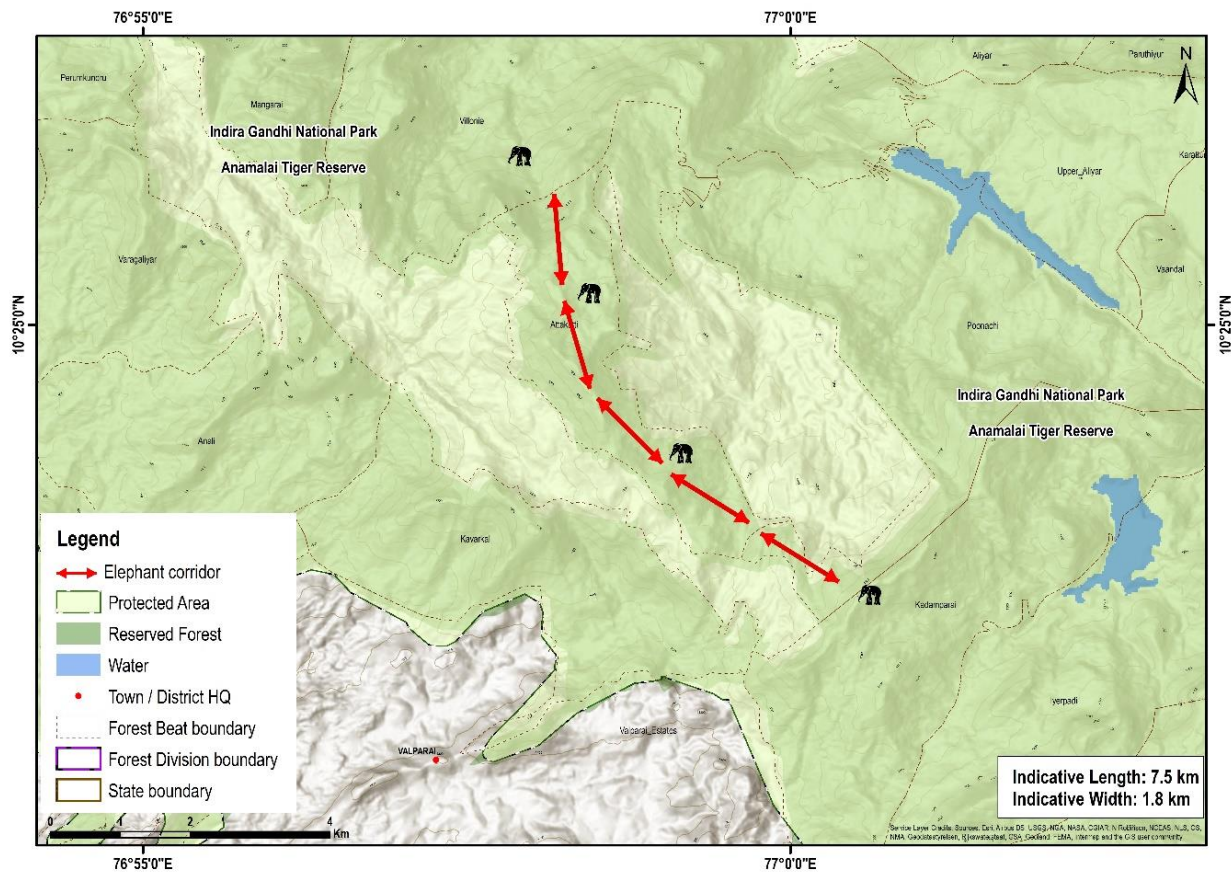 76°55'0"E
77°0'0"E
N
Perumkundru
Mangarai
Villonie
Aliyar
Paruthiyur
Indira Gandhi National Park
Anamalai Tiger Reserve
Upper_Aliyar
Varagaliyar
Vaandal
10°25'0"N
10°25'0"N
Poonachi
Indira Gandhi National Park
Anamalai Tiger Reserve
Anali
Kavarkal
Kadamparai
Legend
Elephant corridor
Protected Area
Reserved Forest
Water
Town / District HQ
Forest Beat boundary
Forest Division boundary
State boundary
VALPARAI
Valparai_Estates
Iyerpadi
0
2
4
Km
Indicative Length: 7.5 km
Indicative Width: 1.8 km
76°55'0"E
77°0'0"E